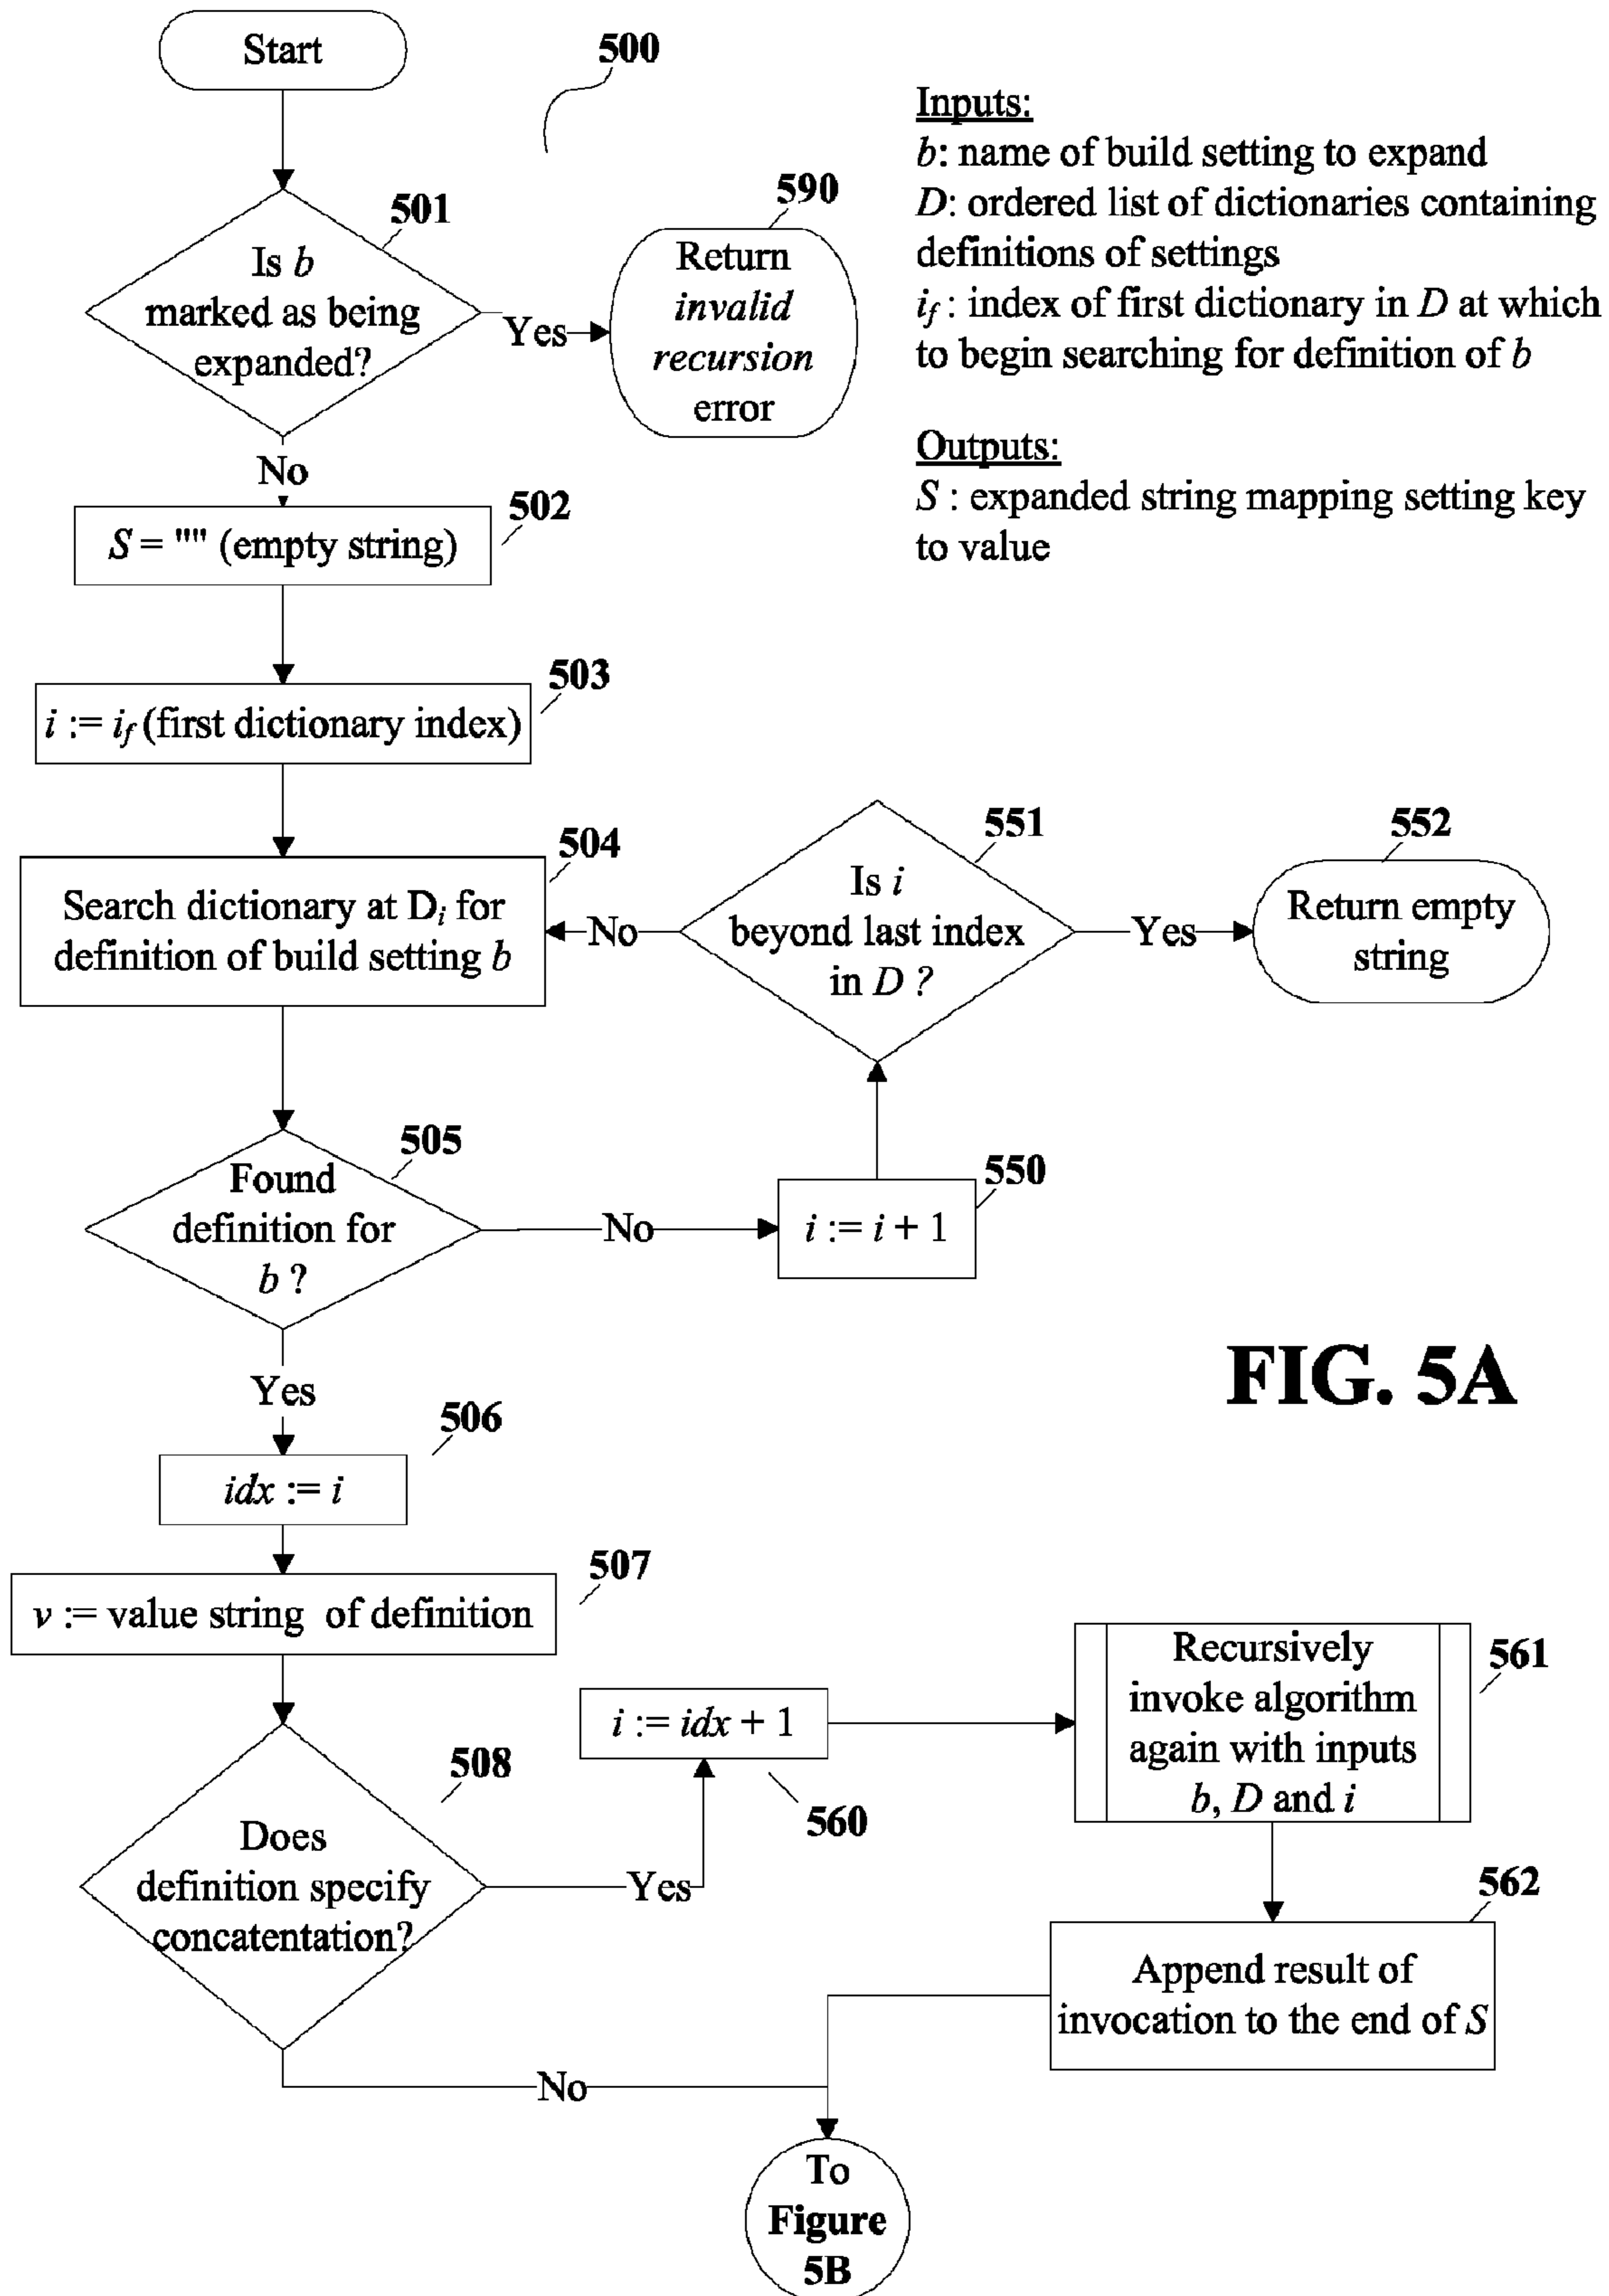 Start
500
Inputs:
b: name of build setting to expand
D: ordered list of dictionaries containing
definitions of settings
if : index of first dictionary in D at which
to begin searching for definition of b
Outputs:
S : expanded string mapping setting key
to value
501
Is b
marked as being
expanded?
Yes
590
Return
invalid
recursion
error
No
502
S = "" (empty string)
503
i := if (first dictionary index)
504
Search dictionary at Di for
definition of build setting b
No
551
Is i
beyond last index
in D ?
Yes
552
Return empty
string
505
Found
definition for
b ?
No
550
i := i + 1
FIG. 5A
Yes
506
idx := i
507
v := value string of definition
508
Does
definition specify
concatentation?
Yes
i := idx + 1
560
561
Recursively
invoke algorithm
again with inputs
b, D and i
562
Append result of
invocation to the end of S
No
To
Figure
5B